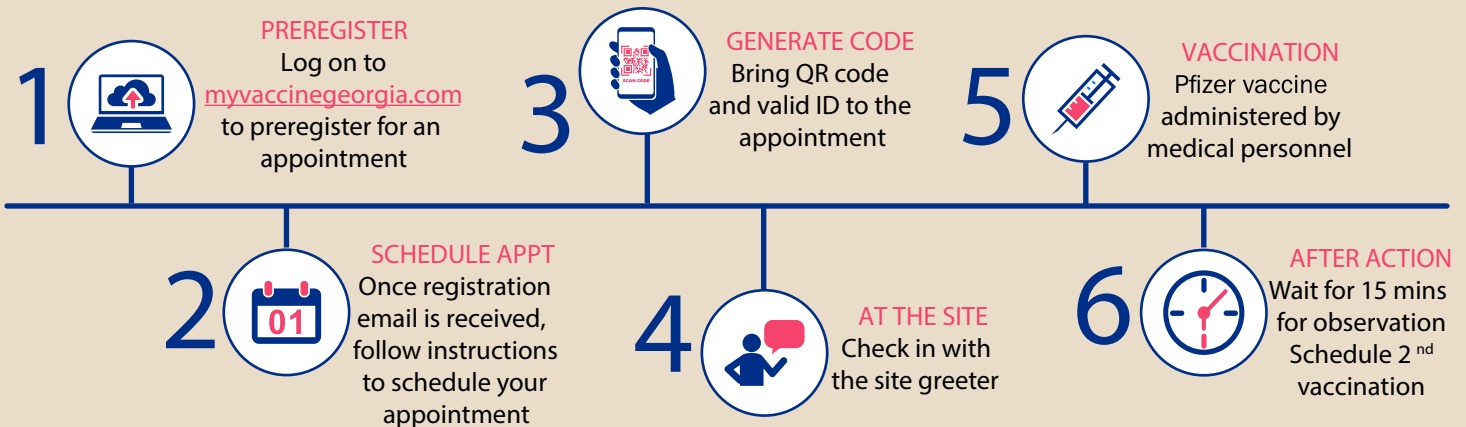 1
PREREGISTER
Log on to
myvaccinegeorgia.com
to preregister for an
appointment
2
01
SCHEDULE APPT
Once registration
email is received,
follow instructions
to schedule your
appointment
3
SCAN CODE
GENERATE CODE
Bring QR code
and valid ID to the
appointment
4
AT THE SITE
Check in with
the site greeter
5
VACCINATION
Pfizer vaccine
administered by
medical personnel
6
AFTER ACTION
Wait for 15 mins
for observation
Schedule 2 nd
vaccination